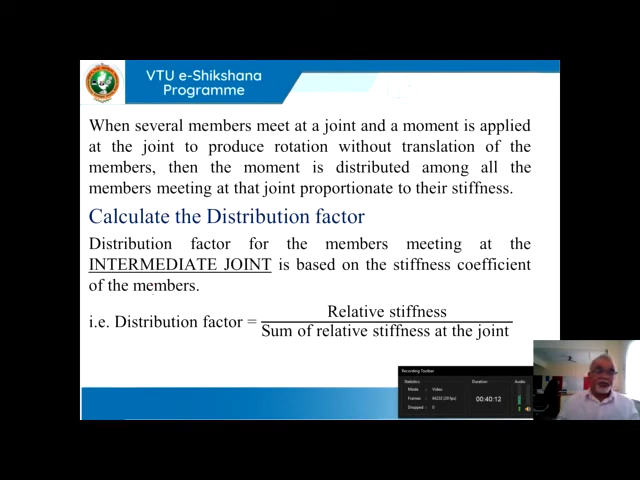 VTU e-Shikshana
Programme
When several members meet at a joint and a moment is applied
at the joint to produce rotation without translation of the
members, then the moment is distributed among all the
members meeting at that joint proportionate to their stiffness.
Calculate the Distribution factor
Distribution factor for the members meeting at the
INTERMEDIATE JOINT is based on the stiffness coefficient
of the members.
i.e. Distribution factor = Relative stiffness
Sum of relative stiffness at the joint
Recording Toolbar
Statistics Duration Audio
Mode : Video
Frames :
Dropped : 0
00:40:12